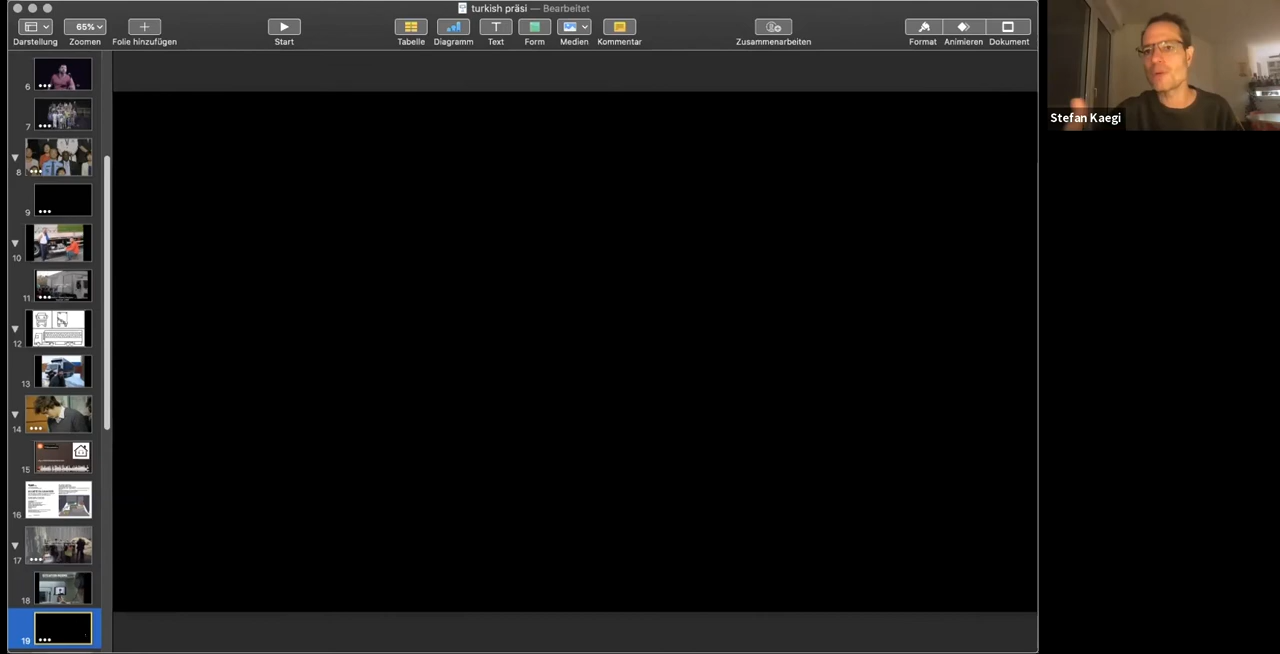 turkish präsi — Bearbeitet
65%
Darstellung
Zoomen
Folie hinzufügen
Start
Tabelle
Diagramm
Text
Form
Medien
Kommentar
Zusammenarbeiten
Format
Animieren
Dokument
T
6
7
8
9
10
11
12
13
14
15
16
17
18
19
Stefan Kaegi